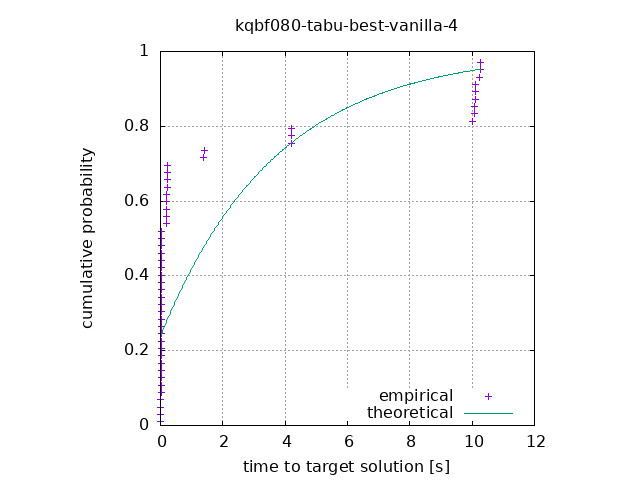 kqbf080-tabu-best-vanilla-4
1
0.8
0.6
0.4
0.2
0
cumulative probability
empirical
theoretical
0 2 4 6 8 10 12
time to target solution [s]